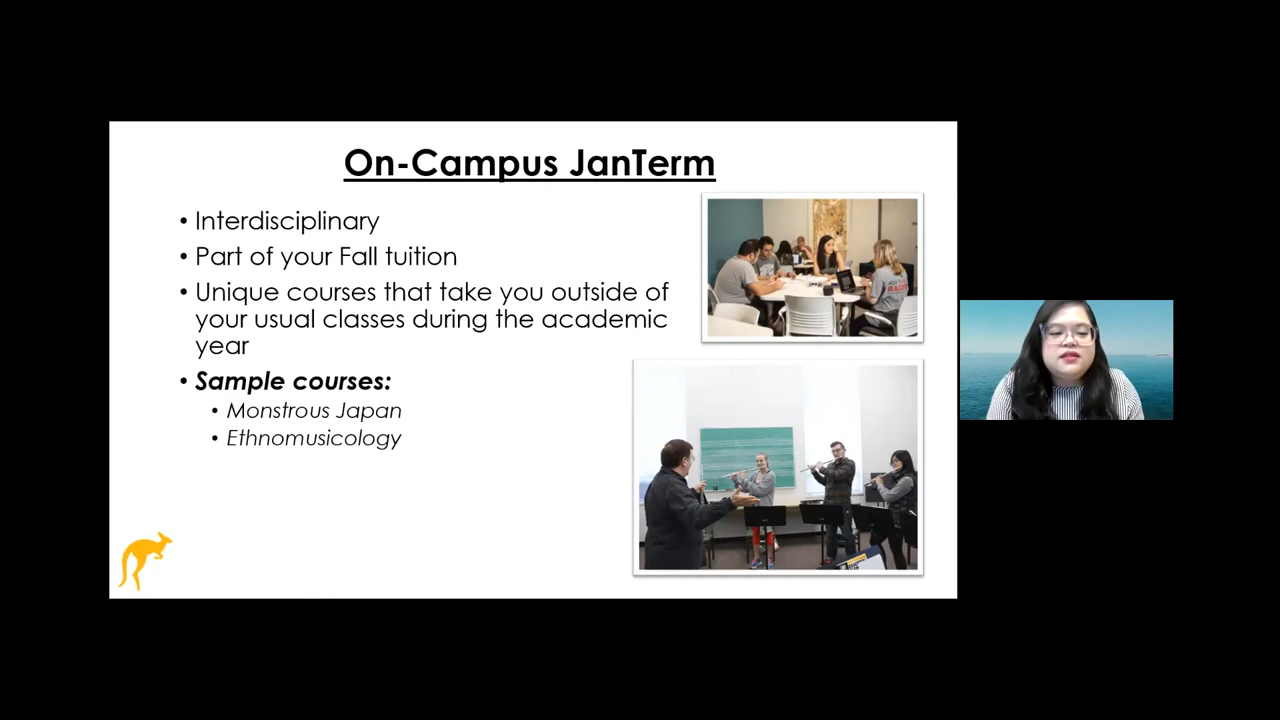 On-Campus JanTerm
• Interdisciplinary
• Part of your Fall tuition
• Unique courses that take you outside of
your usual classes during the academic
year
• Sample courses:
• Monstrous Japan
• Ethnomusicology